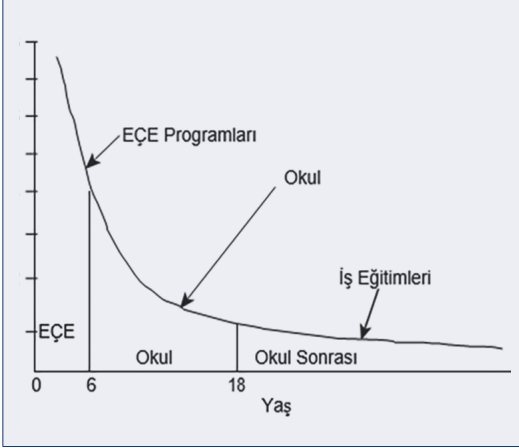 EÇE Programları
Okul
İş Eğitimleri
EÇE
Okul
Okul Sonrası
0
6
18
Yaş